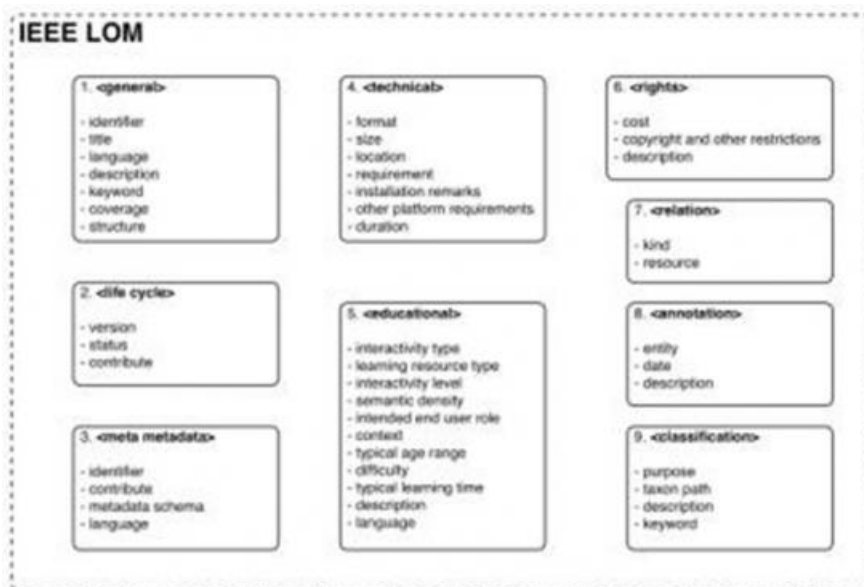 IEEE LOM
1. <general>
- identifier
- title
- language
- description
- keyword
- coverage
- structure
2. <life cycle>
- version
- status
- contribute
3. <meta metadata>
- identifier
- contribute
- metadata schema
- language
4. <technical>
- format
- size
- location
- requirement
- installation remarks
- other platform requirements
- duration
5. <educational>
- interactivity type
- learning resource type
- interactivity level
- semantic density
- intended end user role
- context
- typical age range
- difficulty
- typical learning time
- description
- language
6. <rights>
- cost
- copyright and other restrictions
- description
7. <relation>
- kind
- resource
8. <annotation>
- entity
- date
- description
9. <classification>
- purpose
- taxon path
- description
- keyword